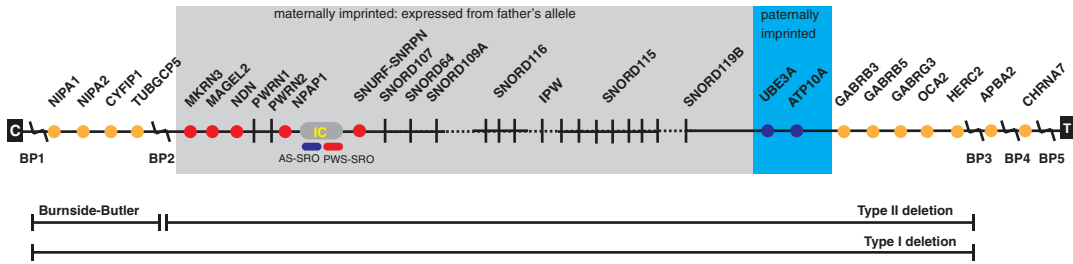 maternally imprinted: expressed from father's allele
paternally
imprinted
NIPA1
NIPA2
CYFIP1
TUBGCP5
MKRN3
MAGEL2
NDN
PWRN1
PWRN2
NPAP1
SNURF-SNRPN
SNORD107
SNORD64
SNORD109A
SNORD116
IPW
SNORD115
SNORD119B
UBE3A
ATP10A
GABRB3
GABRB5
GABRG3
OCA2
HERC2
APBA2
CHRNA7
C
IC
T
BP1
BP2
AS-SRO
PWS-SRO
BP3
BP4
BP5
Burnside-Butler
Type II deletion
Type I deletion